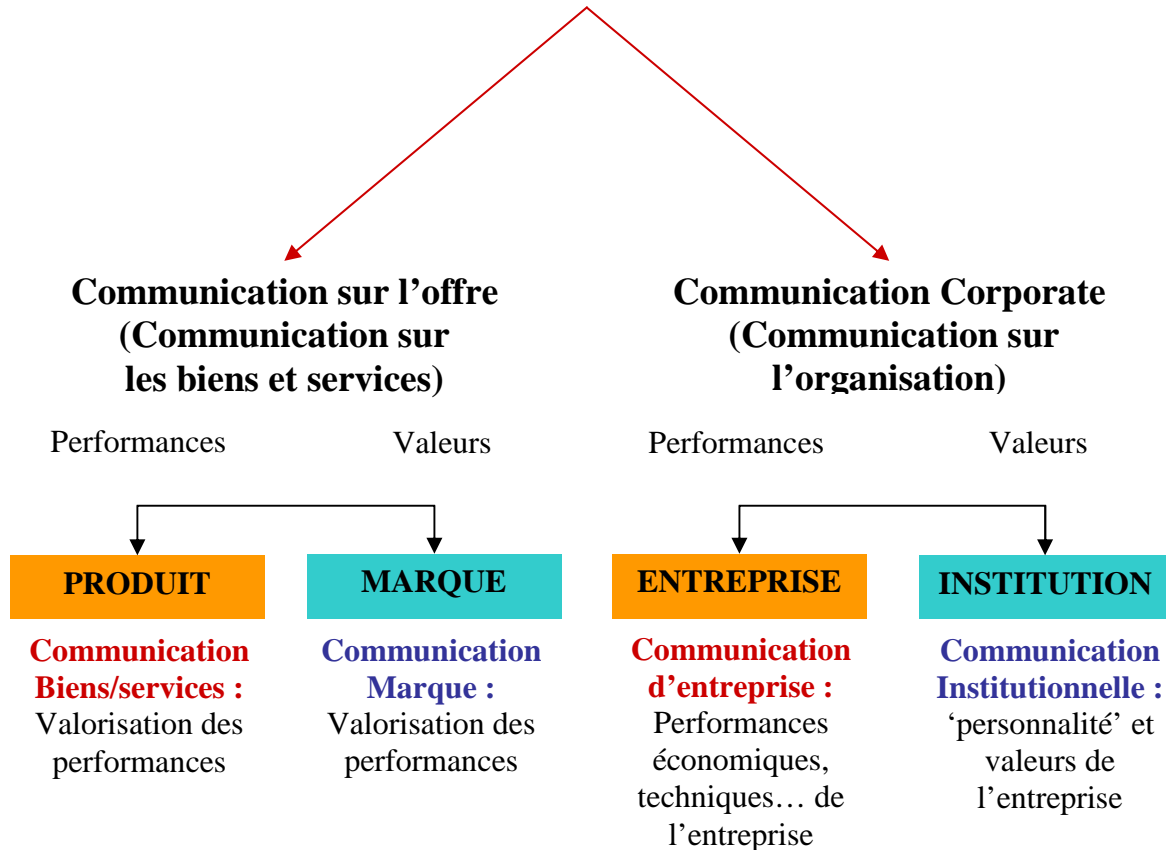 Communication sur l’offre
(Communication sur
les biens et services)
Communication Corporate
(Communication sur
l’organisation)
Performances
Valeurs
Performances
Valeurs
PRODUIT
MARQUE
ENTREPRISE
INSTITUTION
Communication
Biens/services :
Valorisation des
performances
Communication
Marque :
Valorisation des
performances
Communication
d’entreprise :
Performances
économiques,
techniques… de
l’entreprise
Communication
Institutionnelle :
‘personnalité’ et
valeurs de
l’entreprise